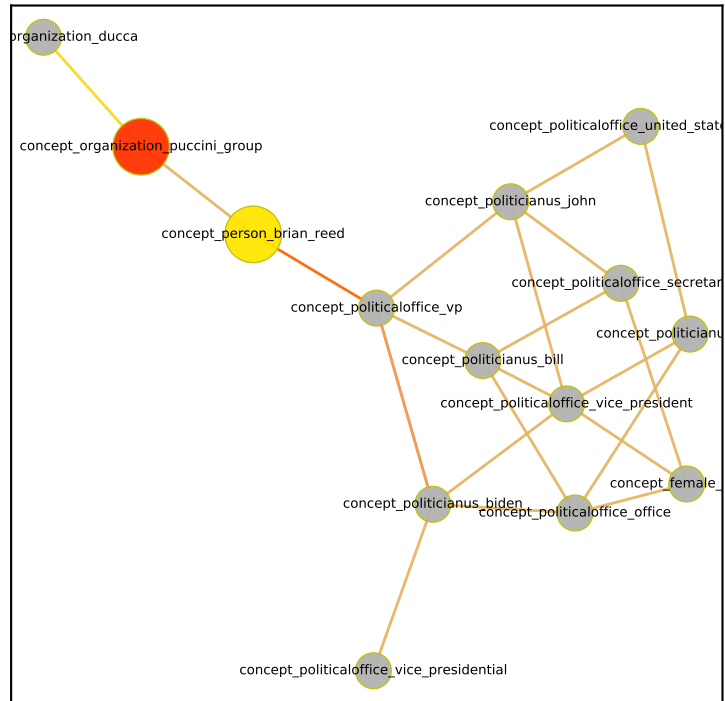 organization_ducca
concept_politicaloffice_united_state
concept_organization_puccini_group
concept_politicianus_john
concept_person_brian_reed
concept_politicaloffice_secretar
concept_politicaloffice_vp
concept_politicianu
concept_politicianus_bill
concept_politicaloffice_vice_president
concept_female_
concept_politicianus_biden
concept_politicaloffice_office
concept_politicaloffice_vice_presidential